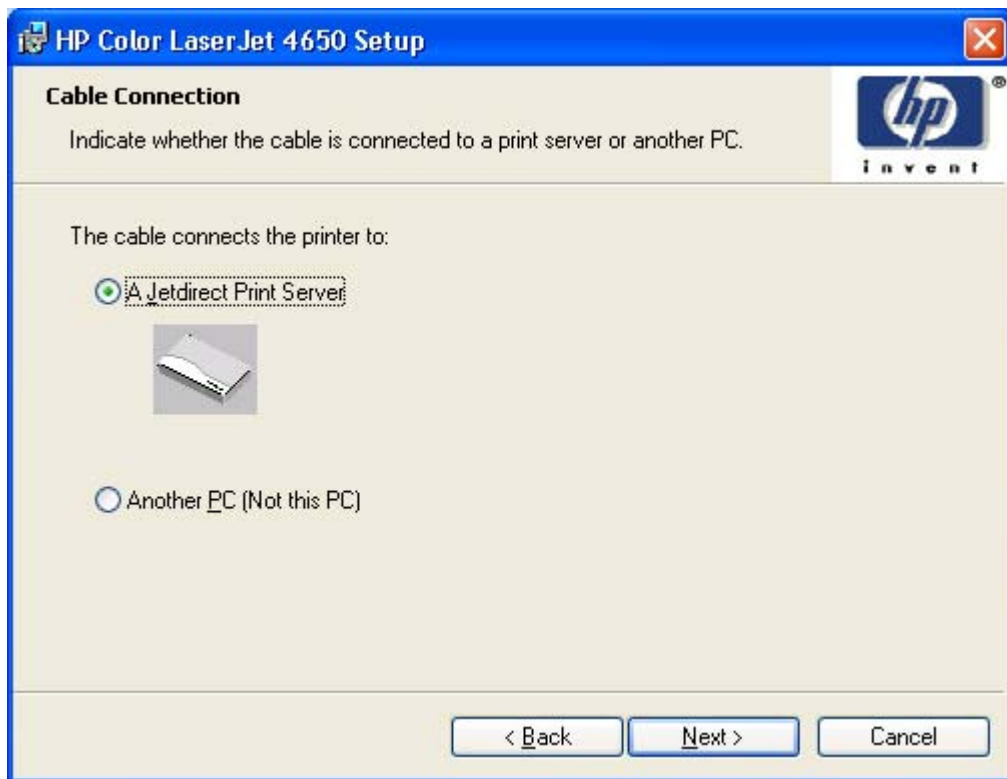 HP Color LaserJet 4650 Setup
Cable Connection
Indicate whether the cable is connected to a print server or another PC.
hp ®
invent
The cable connects the printer to:
A Jetdirect Print Server
Another PC (Not this PC)
< Back
Next >
Cancel